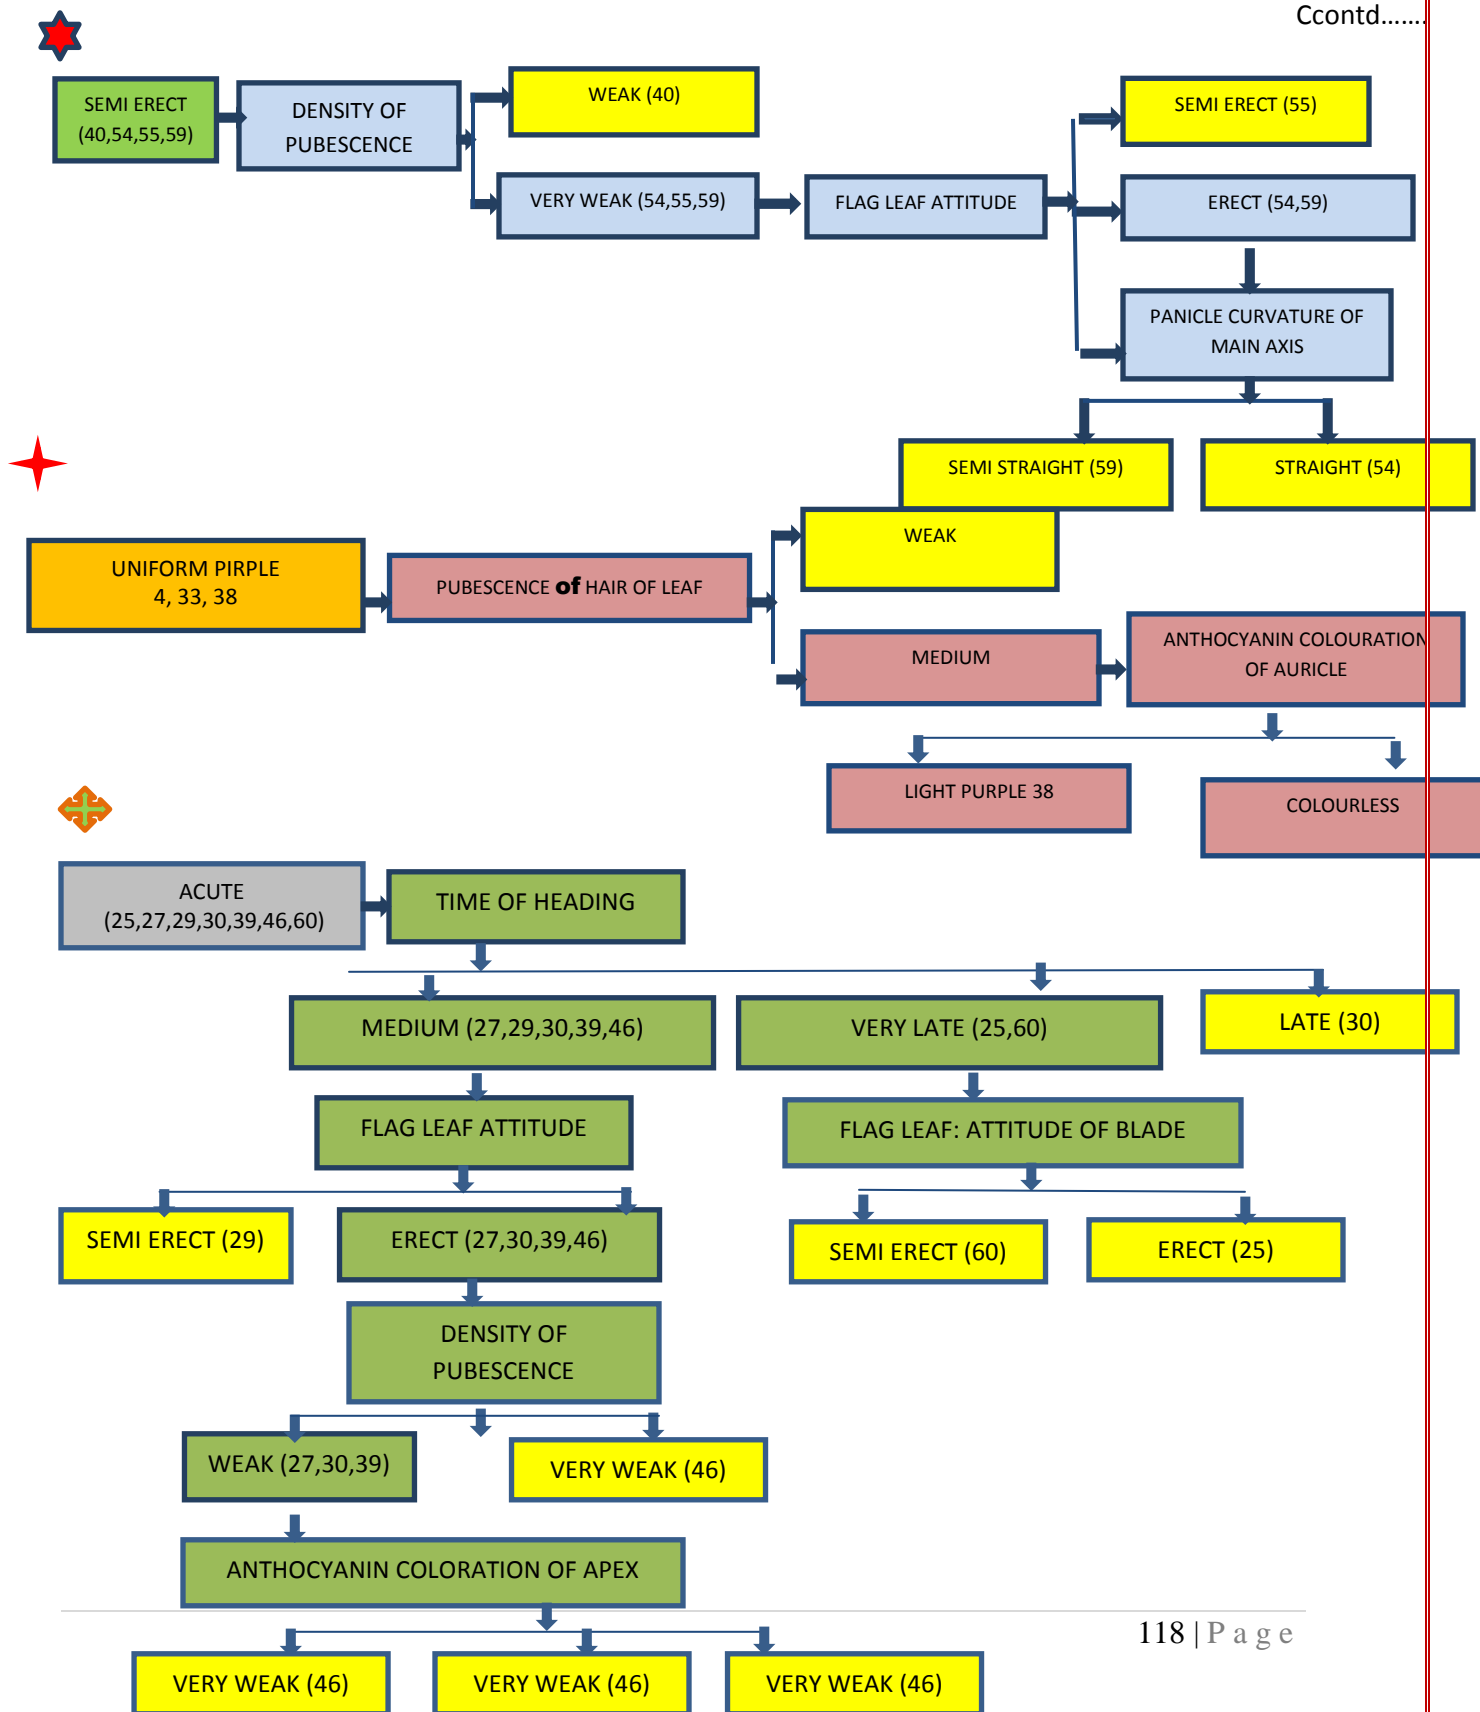 Ccontd.......
SEMI ERECT
(40,54,55,59)
DENSITY OF
PUBESCENCE
WEAK (40)
SEMI ERECT (55)
VERY WEAK (54,55,59)
FLAG LEAF ATTITUDE
ERECT (54,59)
PANICLE CURVATURE OF
MAIN AXIS
SEMI STRAIGHT (59)
STRAIGHT (54)
UNIFORM PIRPLE
4, 33, 38
PUBESCENCE of HAIR OF LEAF
WEAK
MEDIUM
ANTHOCYANIN COLOURATION
OF AURICLE
LIGHT PURPLE 38
COLOURLESS
ACUTE
(25,27,29,30,39,46,60)
TIME OF HEADING
MEDIUM (27,29,30,39,46)
VERY LATE (25,60)
LATE (30)
FLAG LEAF ATTITUDE
FLAG LEAF: ATTITUDE OF BLADE
SEMI ERECT (29)
ERECT (27,30,39,46)
SEMI ERECT (60)
ERECT (25)
DENSITY OF
PUBESCENCE
WEAK (27,30,39)
VERY WEAK (46)
ANTHOCYANIN COLORATION OF APEX
118 | P a g e
VERY WEAK (46)
VERY WEAK (46)
VERY WEAK (46)